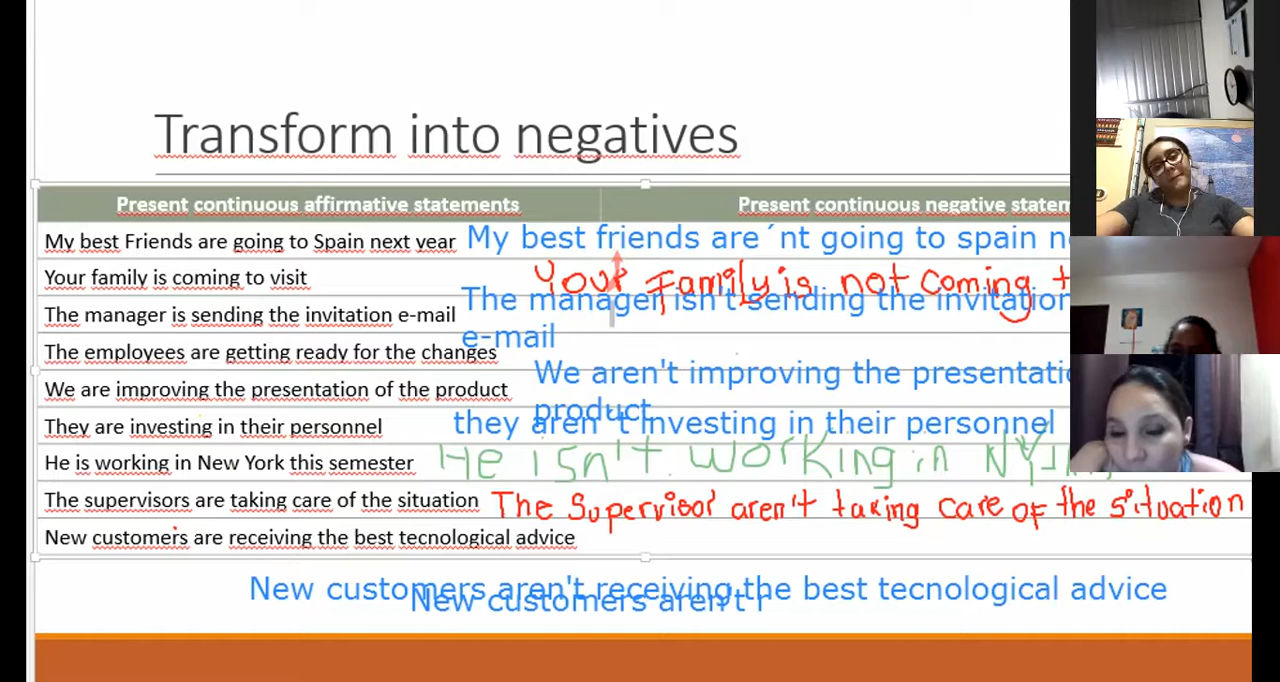 Transform into negatives
Present continuous affirmative statements Present continuous negative statem
My best Friends are going to Spain next year My best friends are´nt going to spain n
Your family is coming to visit Your Family is not coming t
The manager is sending the invitation e-mail The manager isn't sending the invitation
e-mail
The employees are getting ready for the changes
We are improving the presentation of the product We aren't improving the presentati
product
They are investing in their personnel they aren't investing in their personnel
He is working in New York this semester He isn't working in NY
The supervisors are taking care of the situation The Supervisor aren't taking care of the situation
New customers are receiving the best tecnological advice
New customers aren't receiving the best tecnological advice
New customers aren't r